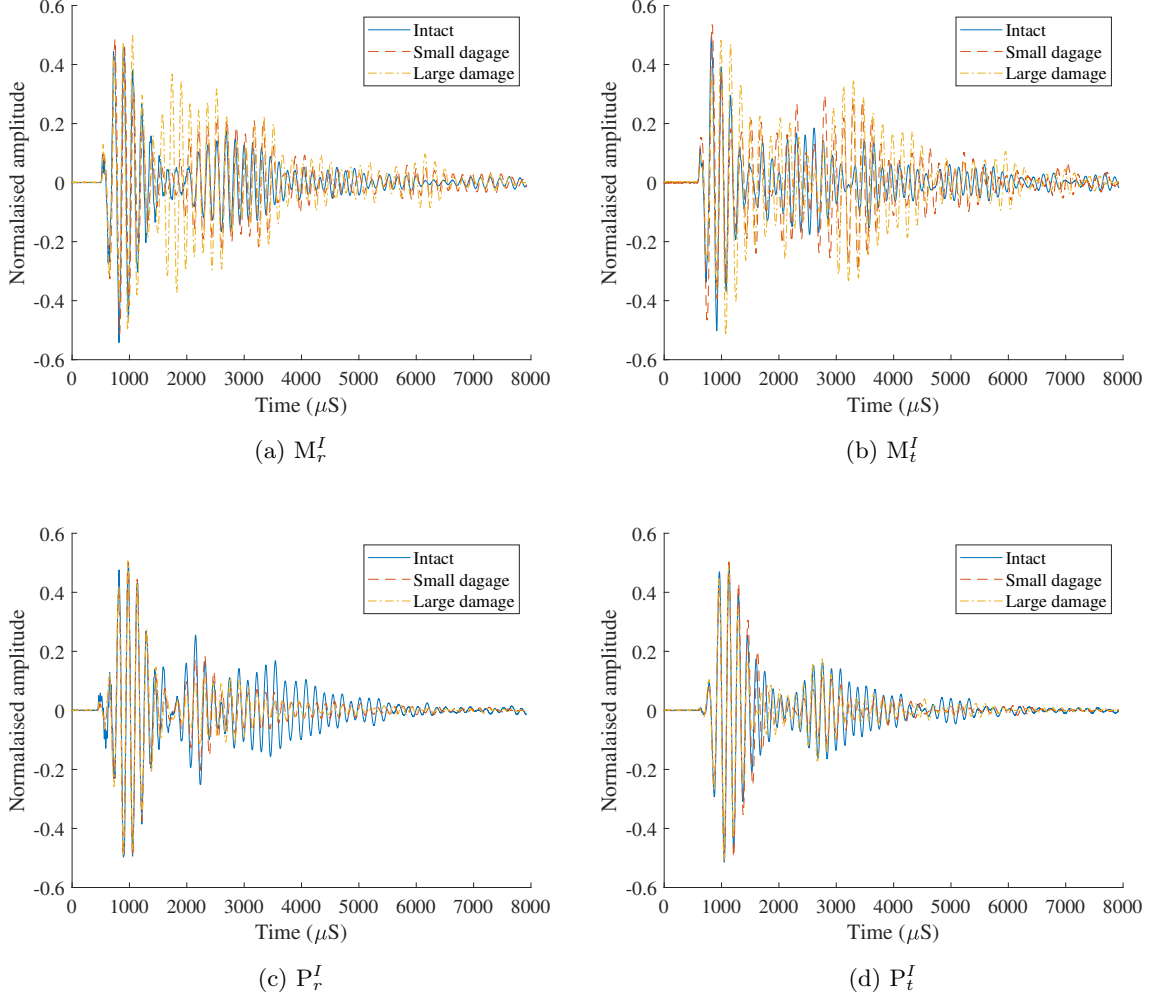 0.6
0.4
0.2
0
-0.2
-0.4
-0.6
Normalaised amplitude
0 1000 2000 3000 4000 5000 6000 7000 8000
Time (μS)
Intact
Small dagage
Large damage
(a) M_r^I
0.6
0.4
0.2
0
-0.2
-0.4
-0.6
Normalaised amplitude
0 1000 2000 3000 4000 5000 6000 7000 8000
Time (μS)
Intact
Small dagage
Large damage
(b) M_t^I
0.6
0.4
0.2
0
-0.2
-0.4
-0.6
Normalaised amplitude
0 1000 2000 3000 4000 5000 6000 7000 8000
Time (μS)
Intact
Small dagage
Large damage
(c) P_r^I
0.6
0.4
0.2
0
-0.2
-0.4
-0.6
Normalaised amplitude
0 1000 2000 3000 4000 5000 6000 7000 8000
Time (μS)
Intact
Small dagage
Large damage
(d) P_t^I